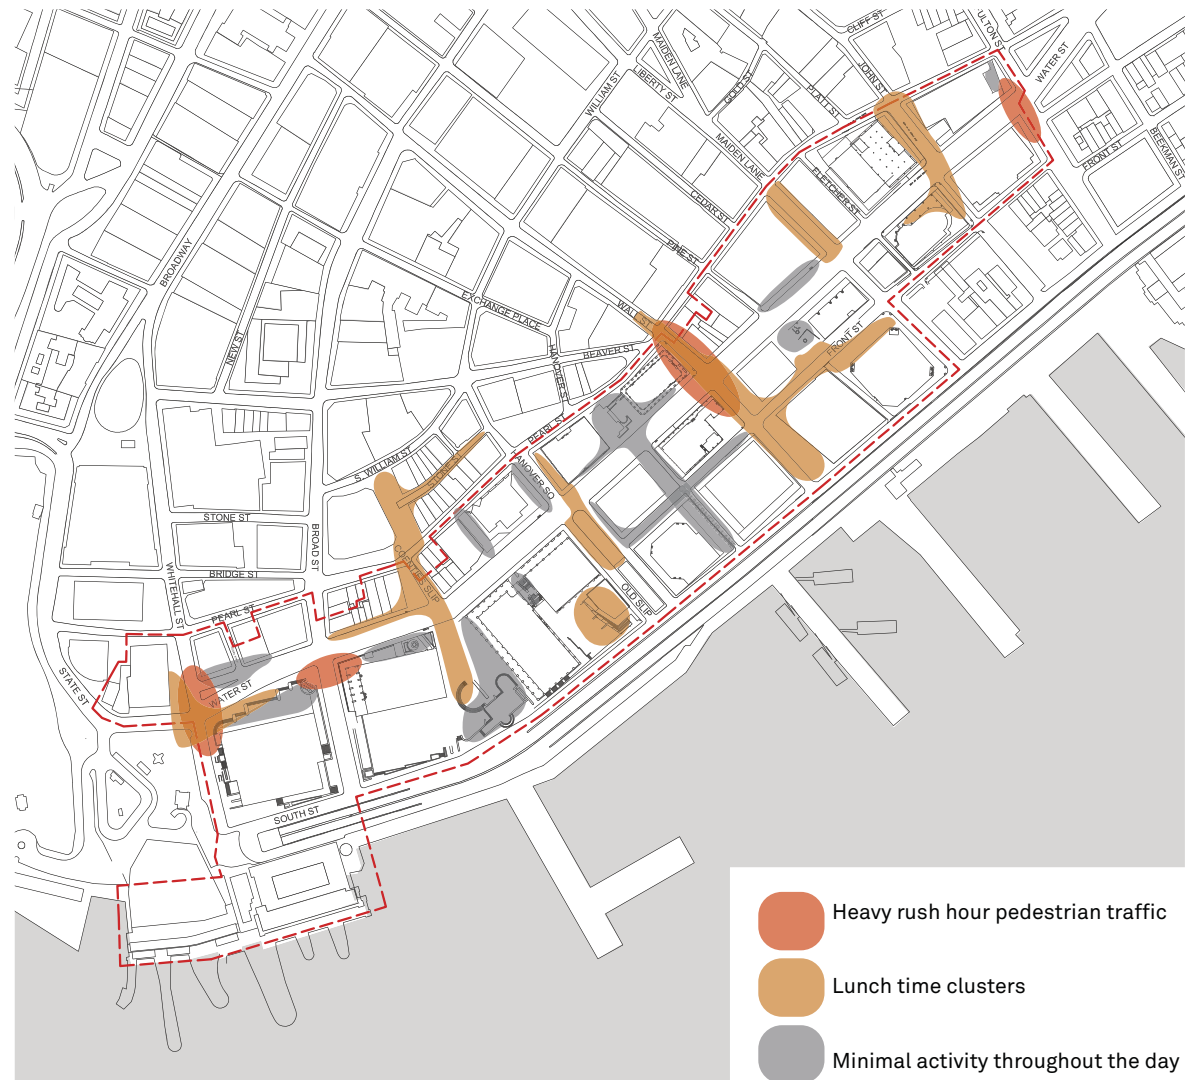 CLIFF ST
ULTON ST
WATER ST
MAIDEN LANE
LIBERTY ST
GOLD ST
JOHN ST
PLATT ST
WILLIAM ST
MAIDEN LANE
FLETCHER ST
FRONT ST
BEEKMAN ST
CEDAR ST
PINE ST
BROADWAY
NEW ST
EXCHANGE PLACE
WALL ST
BEAVER ST
HANOVER S
FRONT ST
PEARL ST
S. WILLIAM ST
STONE ST
ANOVER SQ
STONE ST
BROAD ST
COENTIES SLIP
OLD SLIP
BRIDGE ST
WHITEHALL ST
PEARL ST
STATE ST
WATER ST
SOUTH ST
Heavy rush hour pedestrian traffic
Lunch time clusters
Minimal activity throughout the day